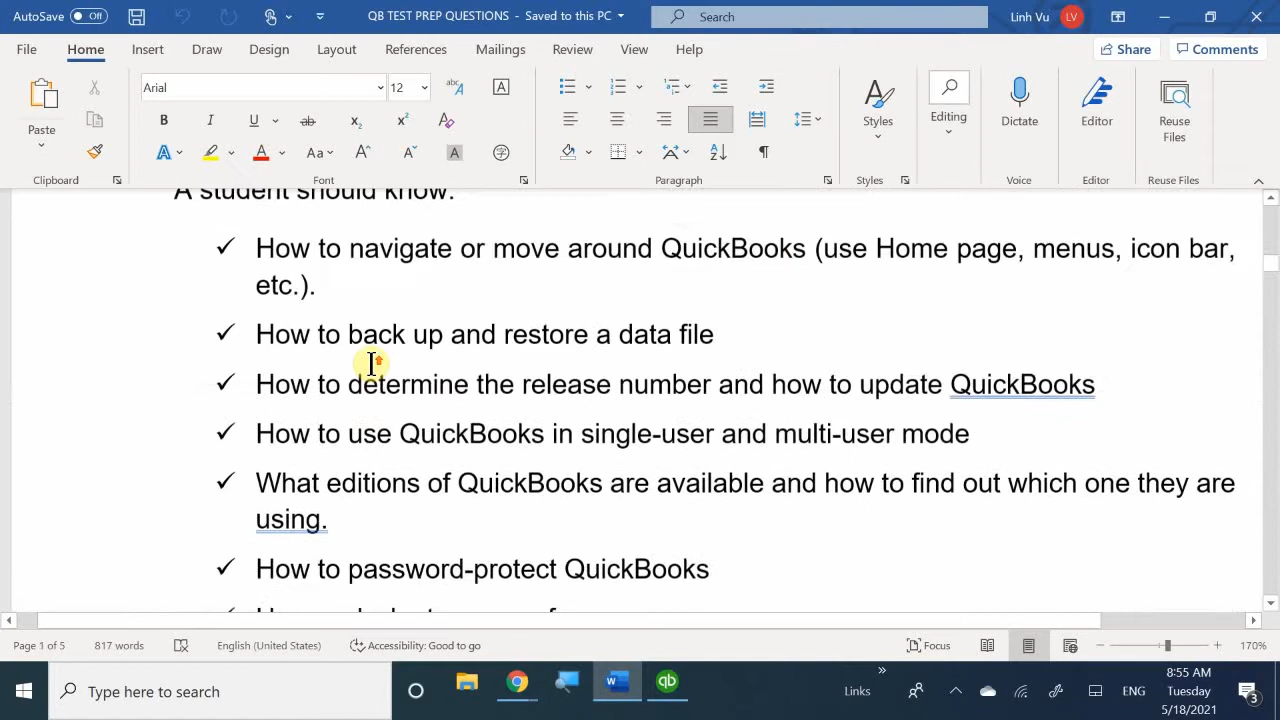 AutoSave Off
QB TEST PREP QUESTIONS - Saved to this PC
Search
Linh Vu LV
File Home Insert Draw Design Layout References Mailings Review View Help
Share Comments
Arial 12
Paste
Styles
Editing
Dictate
Editor
Reuse
Files
Clipboard Font Paragraph Styles Voice Editor Reuse Files
A student should know:
✓ How to navigate or move around QuickBooks (use Home page, menus, icon bar,
etc.).
✓ How to back up and restore a data file
✓ How to determine the release number and how to update QuickBooks
✓ How to use QuickBooks in single-user and multi-user mode
✓ What editions of QuickBooks are available and how to find out which one they are
using.
✓ How to password-protect QuickBooks
Page 1 of 5 817 words English (United States) Accessibility: Good to go Focus 170%
Type here to search
Links
ENG
8:55 AM
Tuesday
5/18/2021
3